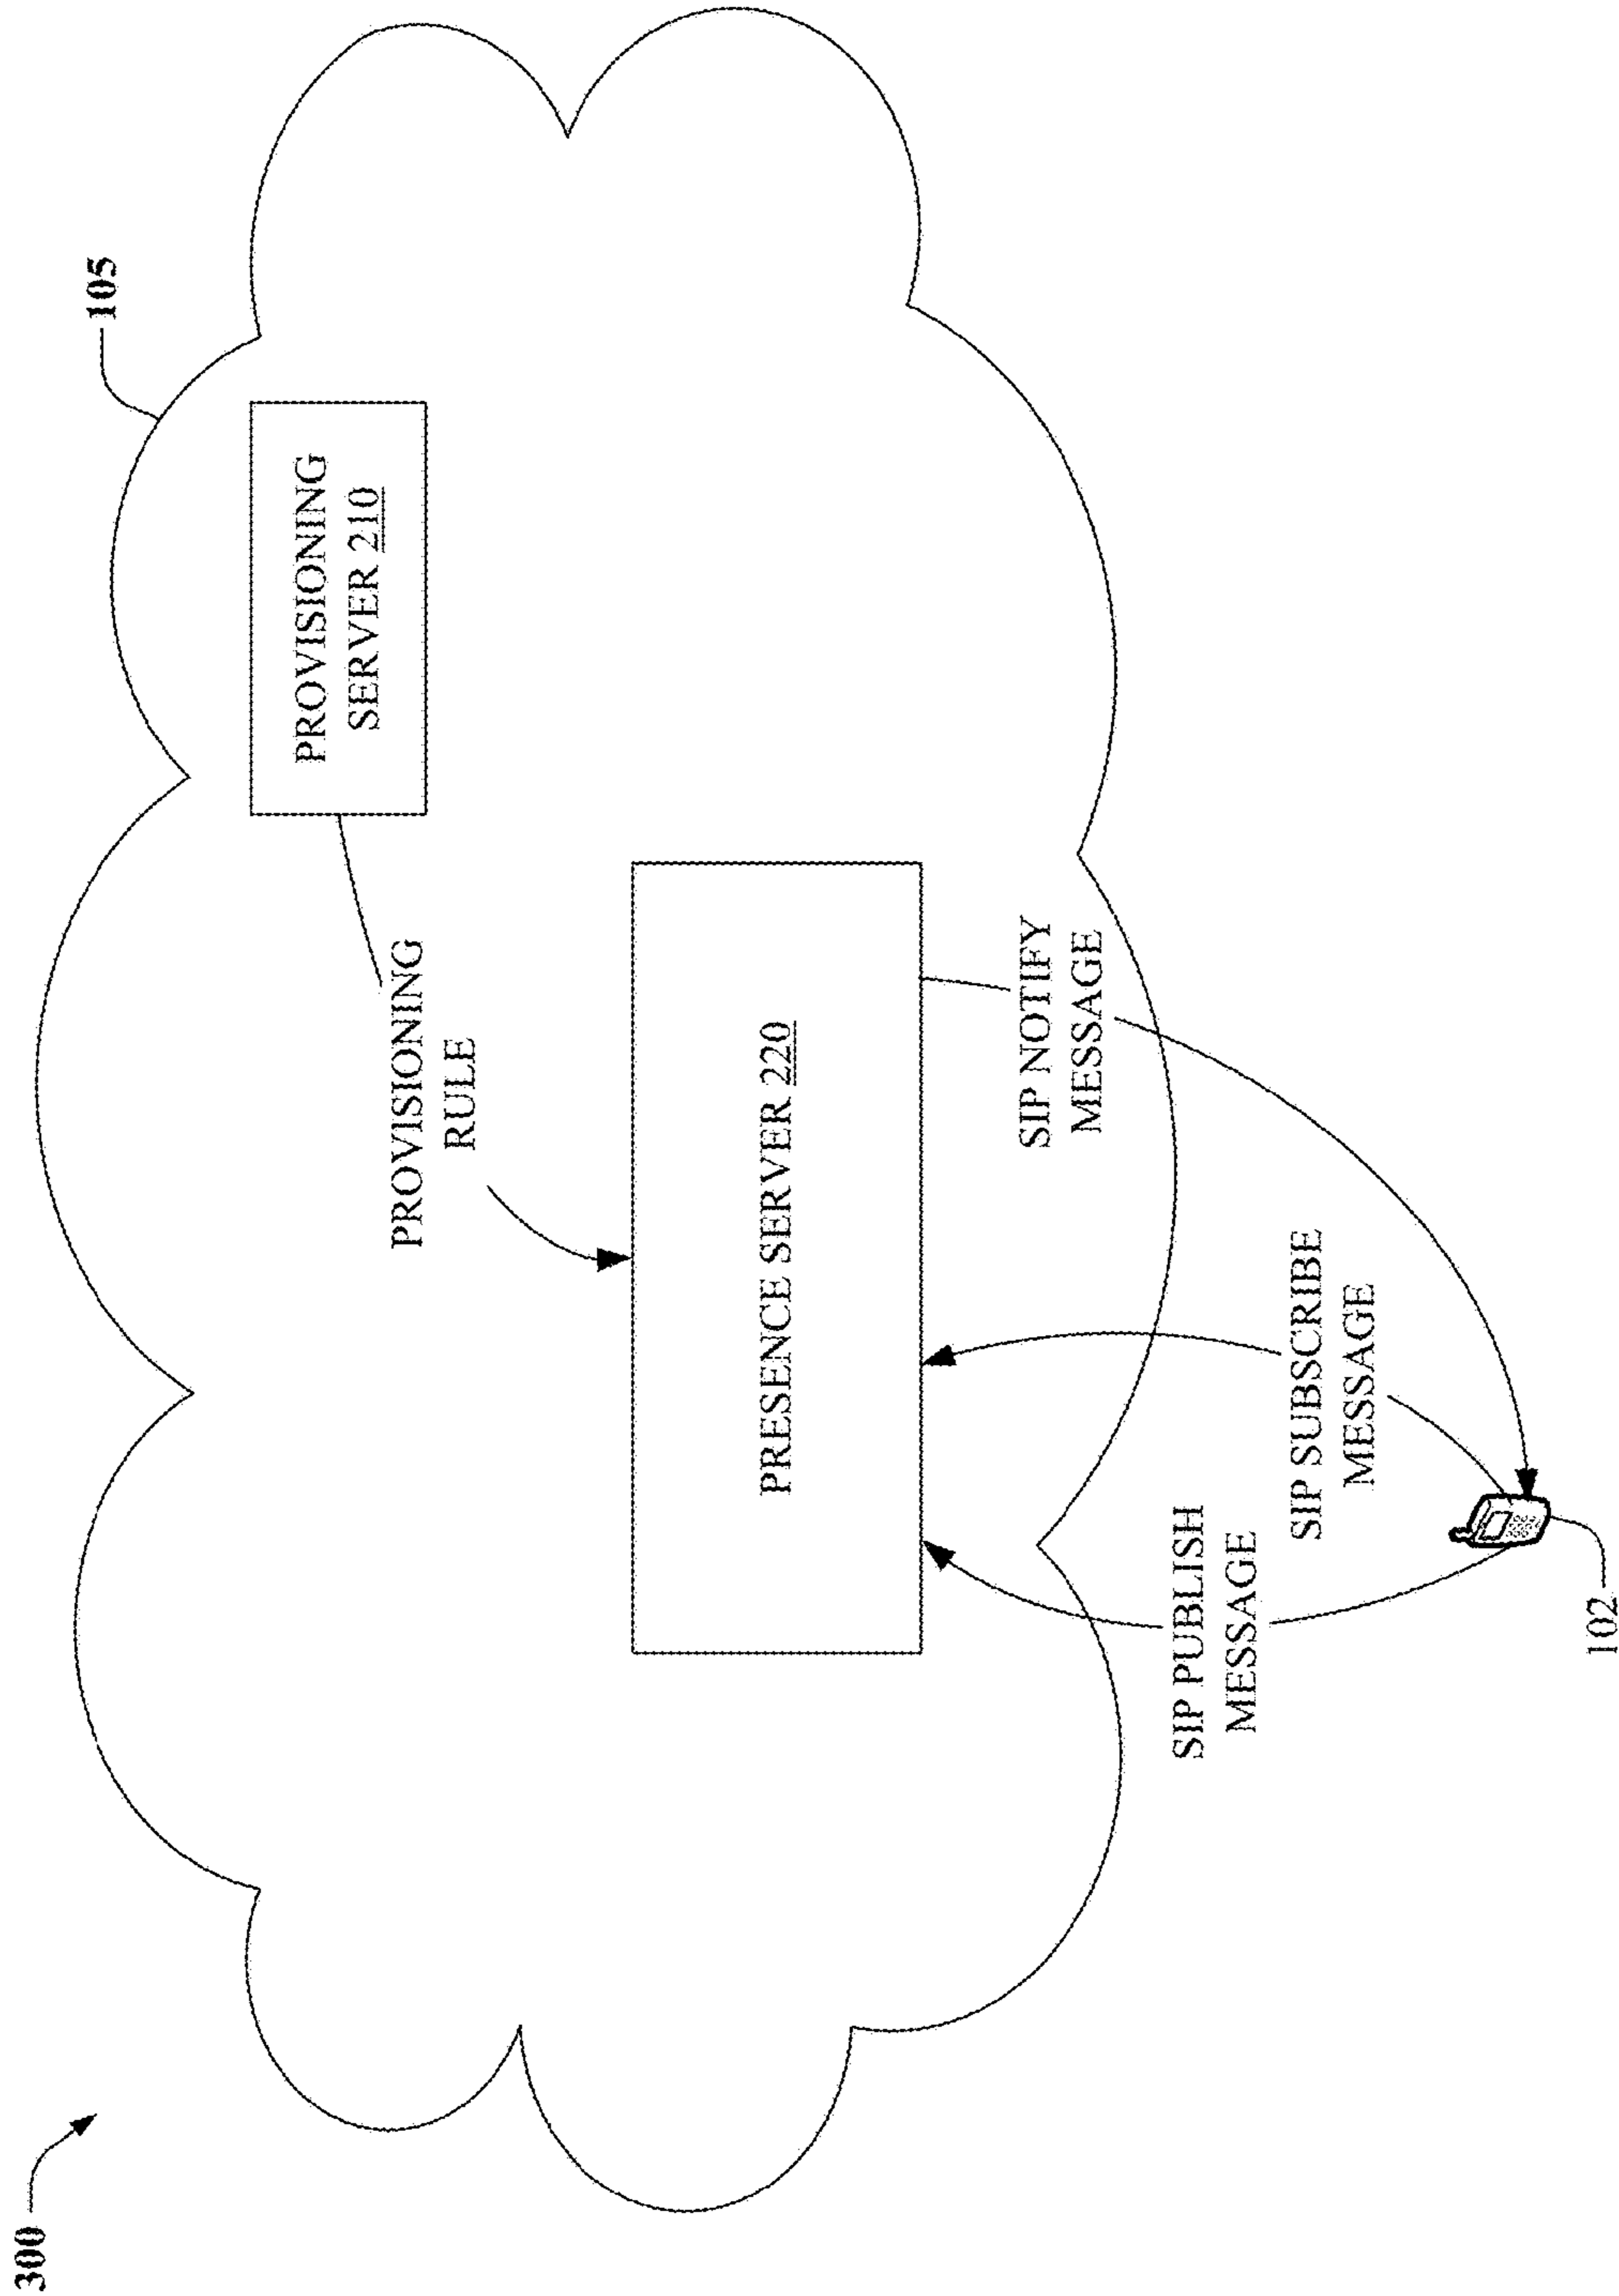 300
105
PROVISIONING
SERVER 210
PROVISIONING
RULE
PRESENCE SERVER 220
SIP NOTIFY
MESSAGE
SIP SUBSCRIBE
MESSAGE
SIP PUBLISH
MESSAGE
102